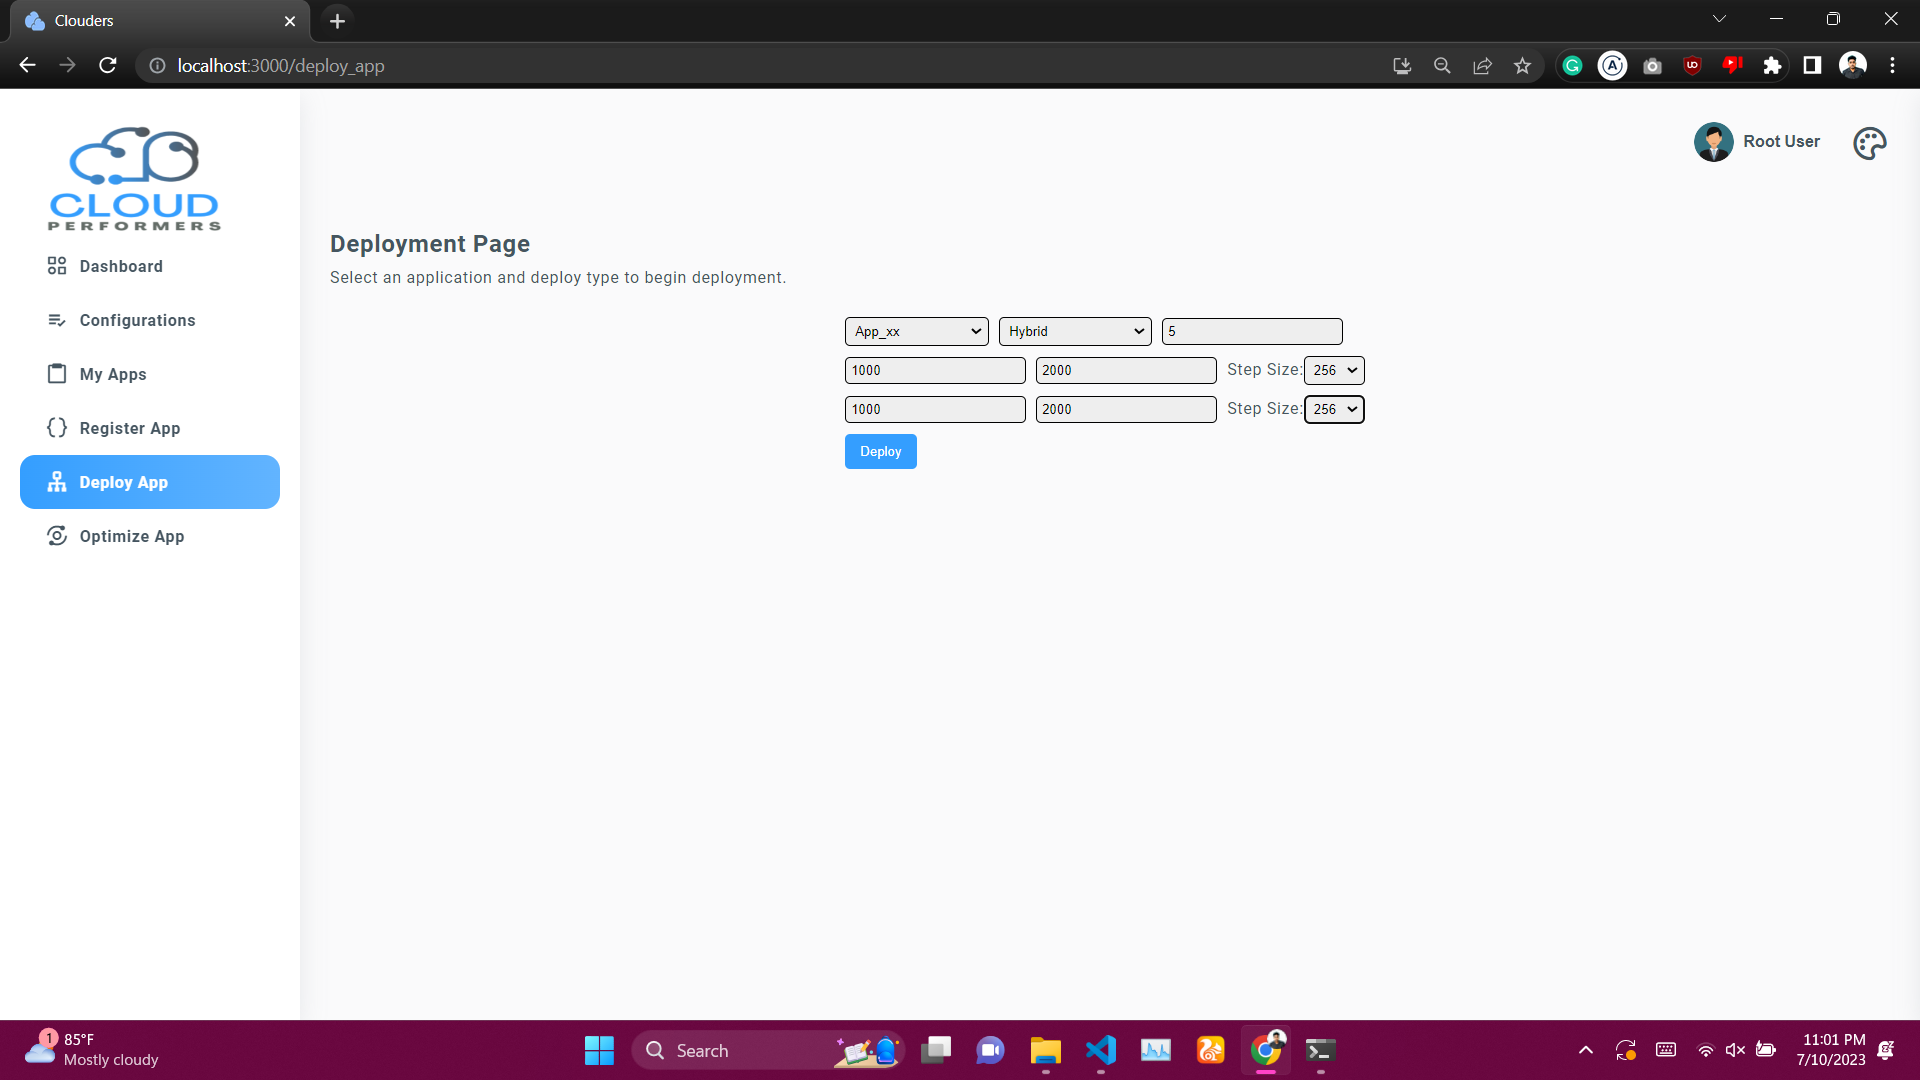 Clouders
localhost:3000/deploy_app
CLOUD
PERFORMERS
Root User
Dashboard
Configurations
My Apps
Register App
Deploy App
Optimize App
Deployment Page
Select an application and deploy type to begin deployment.
App_xx Hybrid 5
1000 2000 Step Size: 256
1000 2000 Step Size: 256
Deploy
1
85°F
Mostly cloudy
Search
11:01 PM
7/10/2023